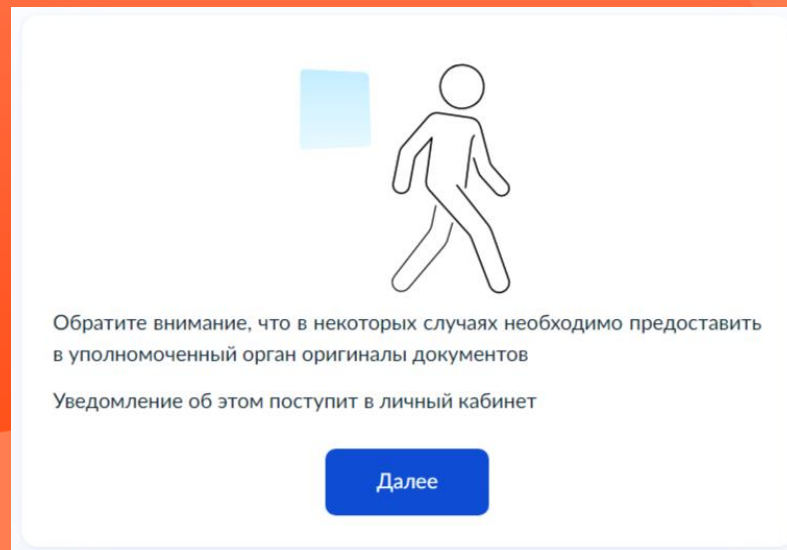 Обратите внимание, что в некоторых случаях необходимо предоставить
в уполномоченный орган оригиналы документов
Уведомление об этом поступит в личный кабинет
Далее